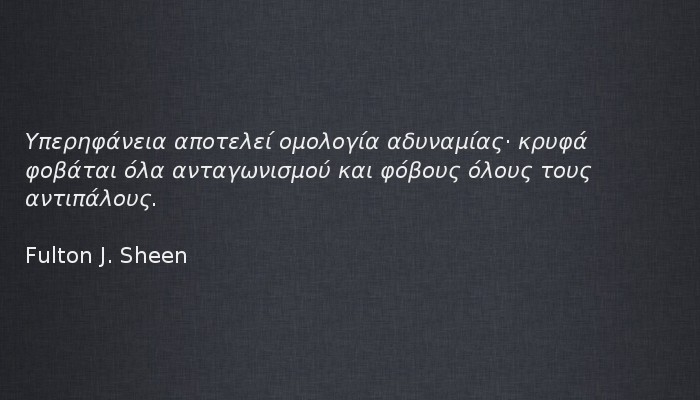 Υπερηφάνεια αποτελεί ομολογία αδυναμίας· κρυφά
φοβάται όλα ανταγωνισμού και φόβους όλους τους
αντιπάλους.
Fulton J. Sheen